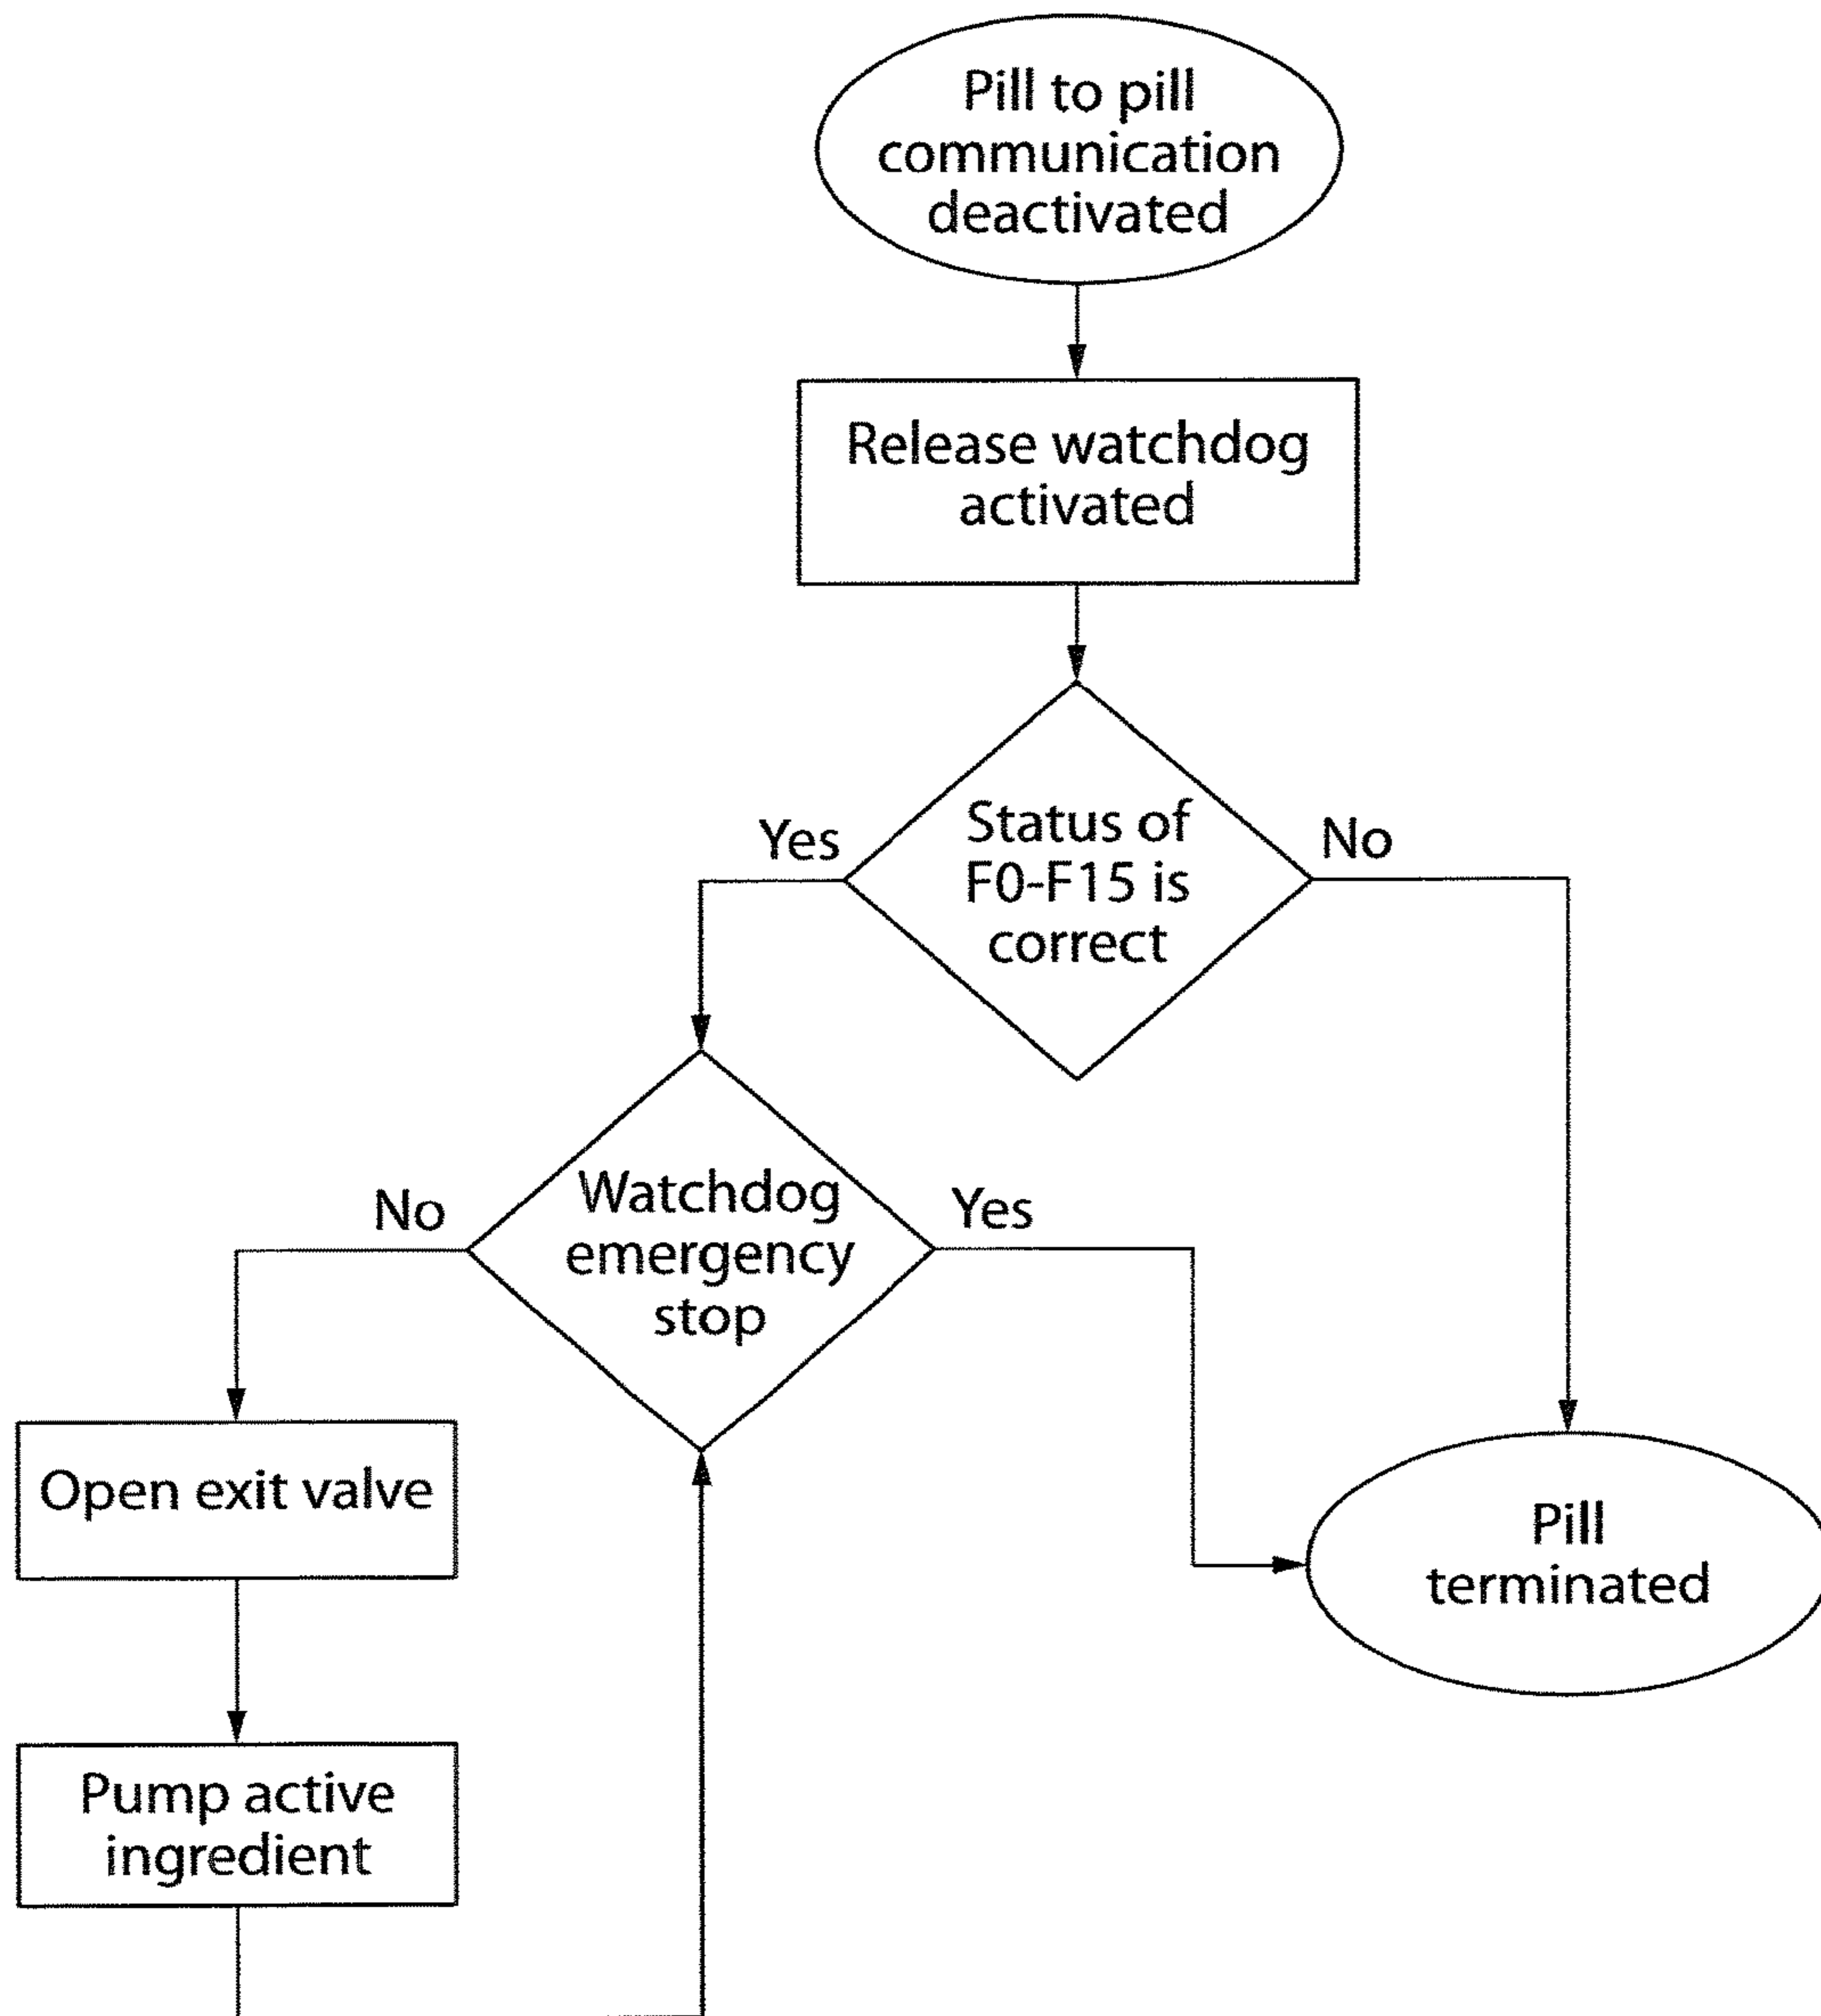 Pill to pill
communication
deactivated
Release watchdog
activated
Status of
F0-F15 is
correct
Yes
No
Watchdog
emergency
stop
No
Yes
Open exit valve
Pill
terminated
Pump active
ingredient